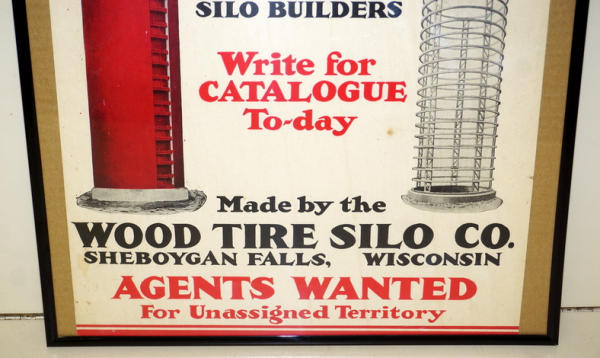 SILO BUILDERS
Write for
CATALOGUE
To-day
Made by the
WOOD TIRE SILO CO.
SHEBOYGAN FALLS, WISCONSIN
AGENTS WANTED
For Unassigned Territory